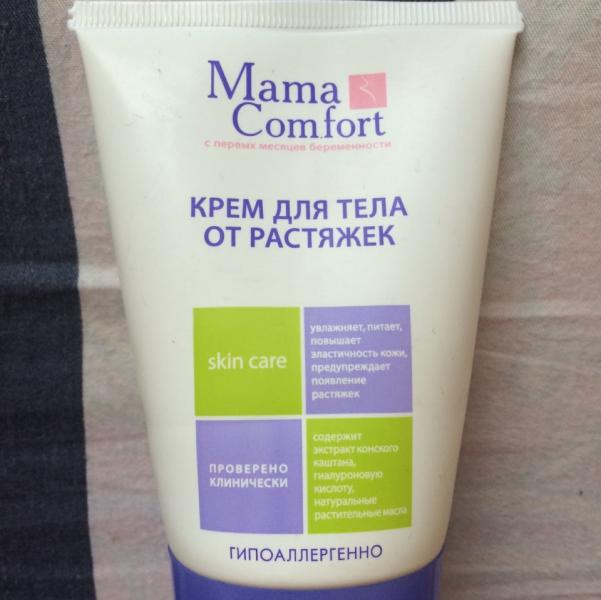 Mama
Comfort
с первых месяцев беременности
КРЕМ ДЛЯ ТЕЛА
ОТ РАСТЯЖЕК
skin care
увлажняет, питает,
повышает
эластичность кожи,
предупреждает
появление
растяжек
ПРОВЕРЕНО
КЛИНИЧЕСКИ
содержит
экстракт конского
каштана,
гиалуроновую
кислоту,
натуральные
растительные масла
ГИПОАЛЛЕРГЕННО